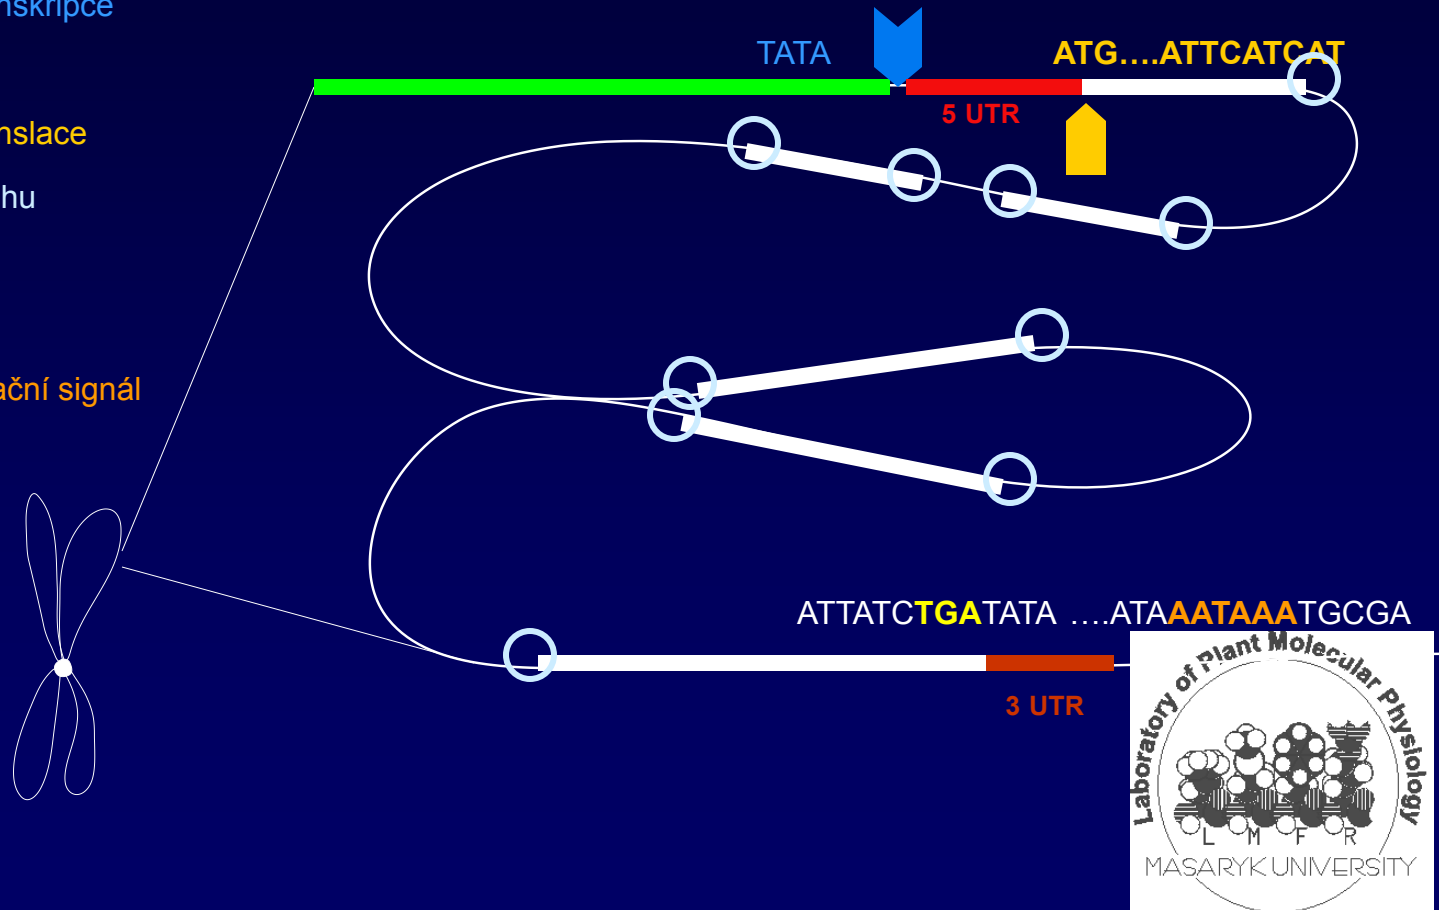 nskripce
TATA
ATG....ATTCATCAT
5 UTR
nslace
hu
ační signál
ATTATCTGATATA ....ATAAATAAATGCGA
3 UTR
Laboratory of Plant Molecular Physiology
L M F R
MASARYK UNIVERSITY